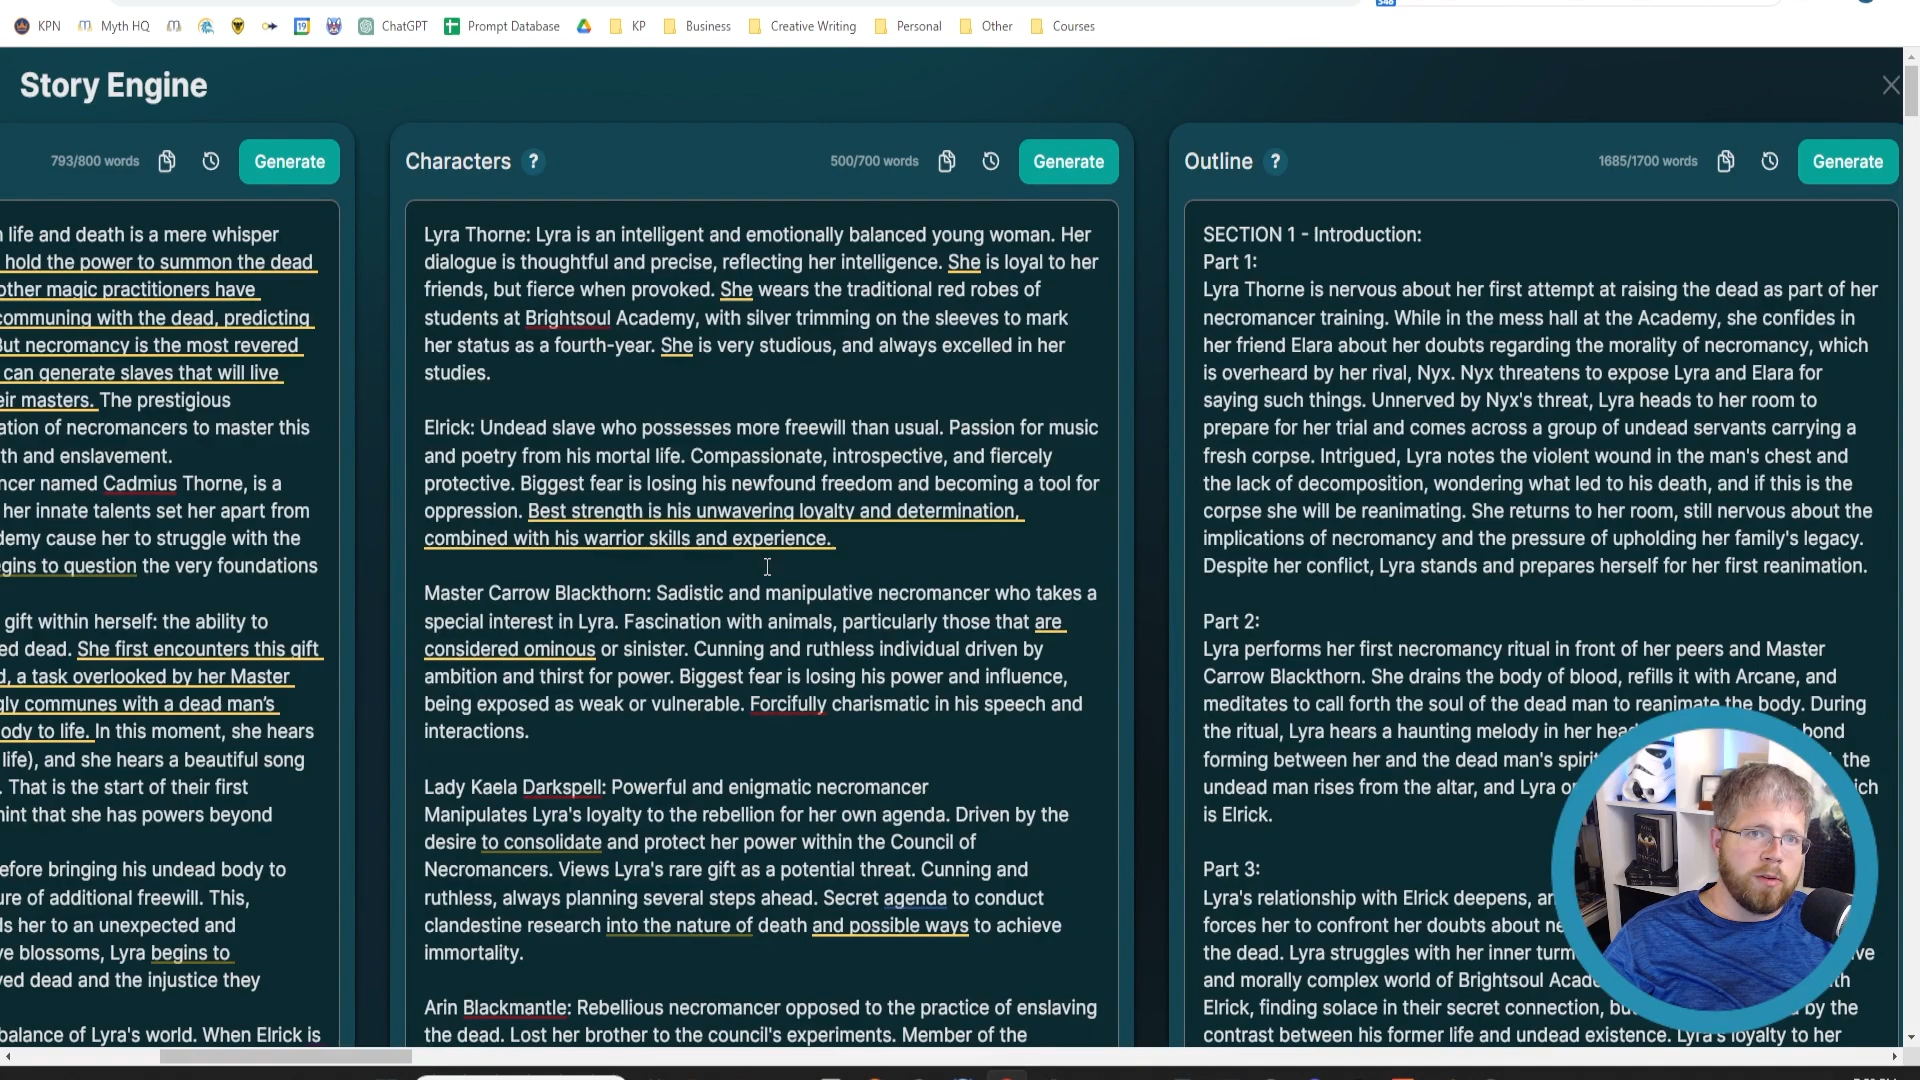 KPN
Myth HQ
19
ChatGPT
Prompt Database
KP
Business
Creative Writing
Personal
Other
Courses
Story Engine
793/800 words
Generate
life and death is a mere whisper
hold the power to summon the dead
other magic practitioners have
communing with the dead, predicting
But necromancy is the most revered
can generate slaves that will live
masters. The prestigious
of necromancers to master this
and enslavement.
named Cadmius Thorne, is a
her innate talents set her apart from
cause her to struggle with the
to question the very foundations
gift within herself: the ability to
dead. She first encounters this gift
a task overlooked by her Master
communes with a dead man's
to life. In this moment, she hears
life), and she hears a beautiful song
That is the start of their first
that she has powers beyond
before bringing his undead body to
of additional freewill. This,
her to an unexpected and
blossoms, Lyra begins to
dead and the injustice they
balance of Lyra's world. When Elrick is
Characters ?
500/700 words
Generate
Lyra Thorne: Lyra is an intelligent and emotionally balanced young woman. Her
dialogue is thoughtful and precise, reflecting her intelligence. She is loyal to her
friends, but fierce when provoked. She wears the traditional red robes of
students at Brightsoul Academy, with silver trimming on the sleeves to mark
her status as a fourth-year. She is very studious, and always excelled in her
studies.
Elrick: Undead slave who possesses more freewill than usual. Passion for music
and poetry from his mortal life. Compassionate, introspective, and fiercely
protective. Biggest fear is losing his newfound freedom and becoming a tool for
oppression. Best strength is his unwavering loyalty and determination,
combined with his warrior skills and experience.
Master Carrow Blackthorn: Sadistic and manipulative necromancer who takes a
special interest in Lyra. Fascination with animals, particularly those that are
considered ominous or sinister. Cunning and ruthless individual driven by
ambition and thirst for power. Biggest fear is losing his power and influence,
being exposed as weak or vulnerable. Forcifully charismatic in his speech and
interactions.
Lady Kaela Darkspell: Powerful and enigmatic necromancer
Manipulates Lyra's loyalty to the rebellion for her own agenda. Driven by the
desire to consolidate and protect her power within the Council of
Necromancers. Views Lyra's rare gift as a potential threat. Cunning and
ruthless, always planning several steps ahead. Secret agenda to conduct
clandestine research into the nature of death and possible ways to achieve
immortality.
Arin Blackmantle: Rebellious necromancer opposed to the practice of enslaving
the dead. Lost her brother to the council's experiments. Member of the
Outline ?
1685/1700 words
Generate
SECTION 1 - Introduction:
Part 1:
Lyra Thorne is nervous about her first attempt at raising the dead as part of her
necromancer training. While in the mess hall at the Academy, she confides in
her friend Elara about her doubts regarding the morality of necromancy, which
is overheard by her rival, Nyx. Nyx threatens to expose Lyra and Elara for
saying such things. Unnerved by Nyx's threat, Lyra heads to her room to
prepare for her trial and comes across a group of undead servants carrying a
fresh corpse. Intrigued, Lyra notes the violent wound in the man's chest and
the lack of decomposition, wondering what led to his death, and if this is the
corpse she will be reanimating. She returns to her room, still nervous about the
implications of necromancy and the pressure of upholding her family's legacy.
Despite her conflict, Lyra stands and prepares herself for her first reanimation.
Part 2:
Lyra performs her first necromancy ritual in front of her peers and Master
Carrow Blackthorn. She drains the body of blood, refills it with Arcane, and
meditates to call forth the soul of the dead man to reanimate the body. During
the ritual, Lyra hears a haunting melody in her bond
forming between her and the dead man's the
undead man rises from the altar, and Lyra
is Elrick.
Part 3:
Lyra's relationship with Elrick deepens,
forces her to confront her doubts about
the dead. Lyra struggles with her inner
and morally complex world of Brightsoul
Elrick, finding solace in their secret connection, by the
contrast between his former life and undead existence. Lyra's loyalty to her